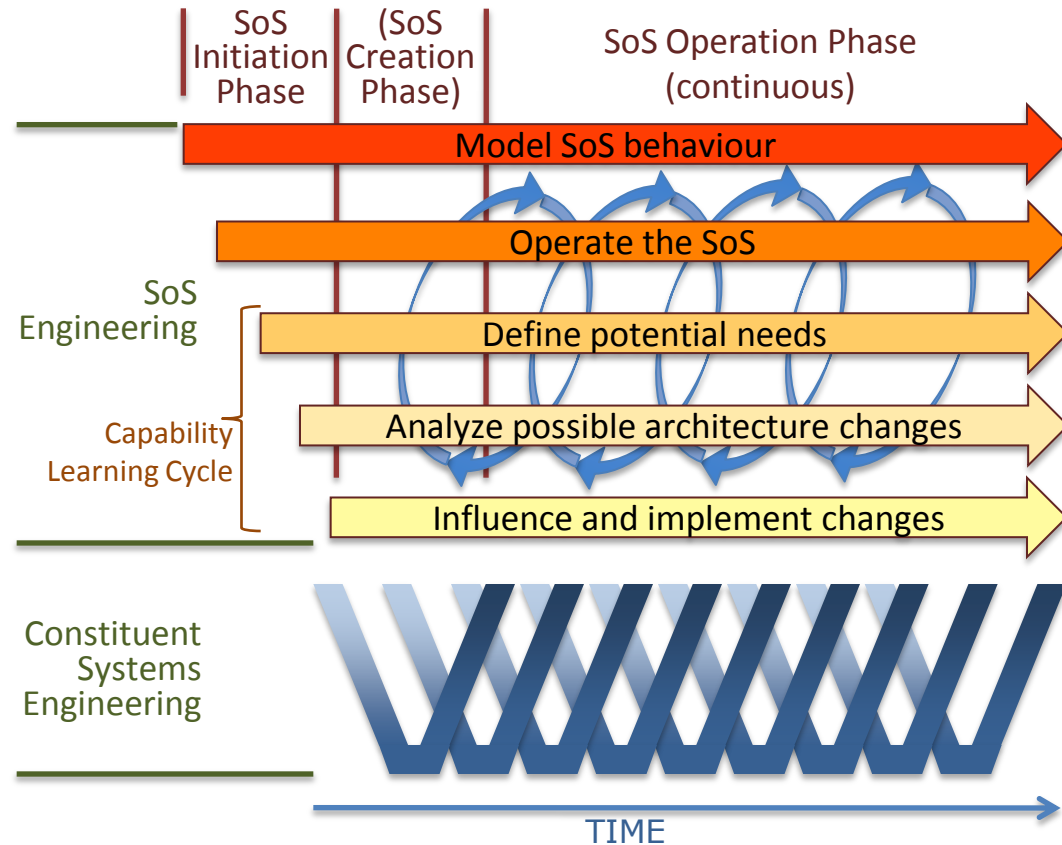 SoS
Initiation
Phase
(SoS
Creation
Phase)
SoS Operation Phase
(continuous)
Model SoS behaviour
Operate the SoS
SoS
Engineering
Define potential needs
Capability
Learning Cycle
Analyze possible architecture changes
Influence and implement changes
Constituent
Systems
Engineering
TIME